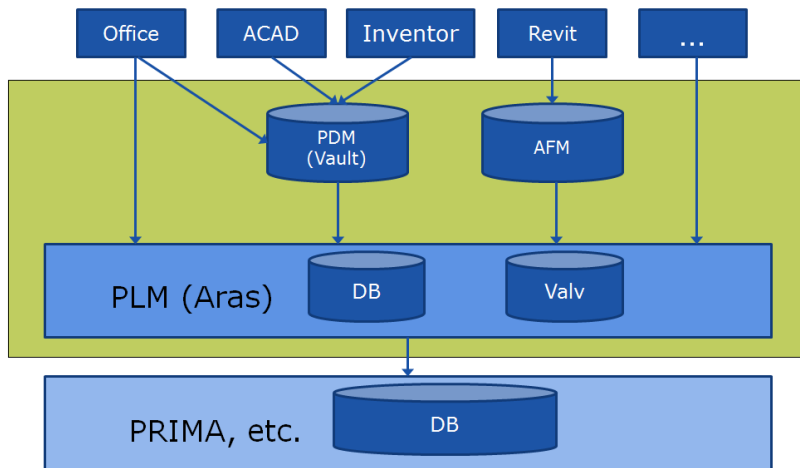 Office
ACAD
Inventor
Revit
...
PDM
(Vault)
AFM
PLM (Aras)
DB
Valv
PRIMA, etc.
DB